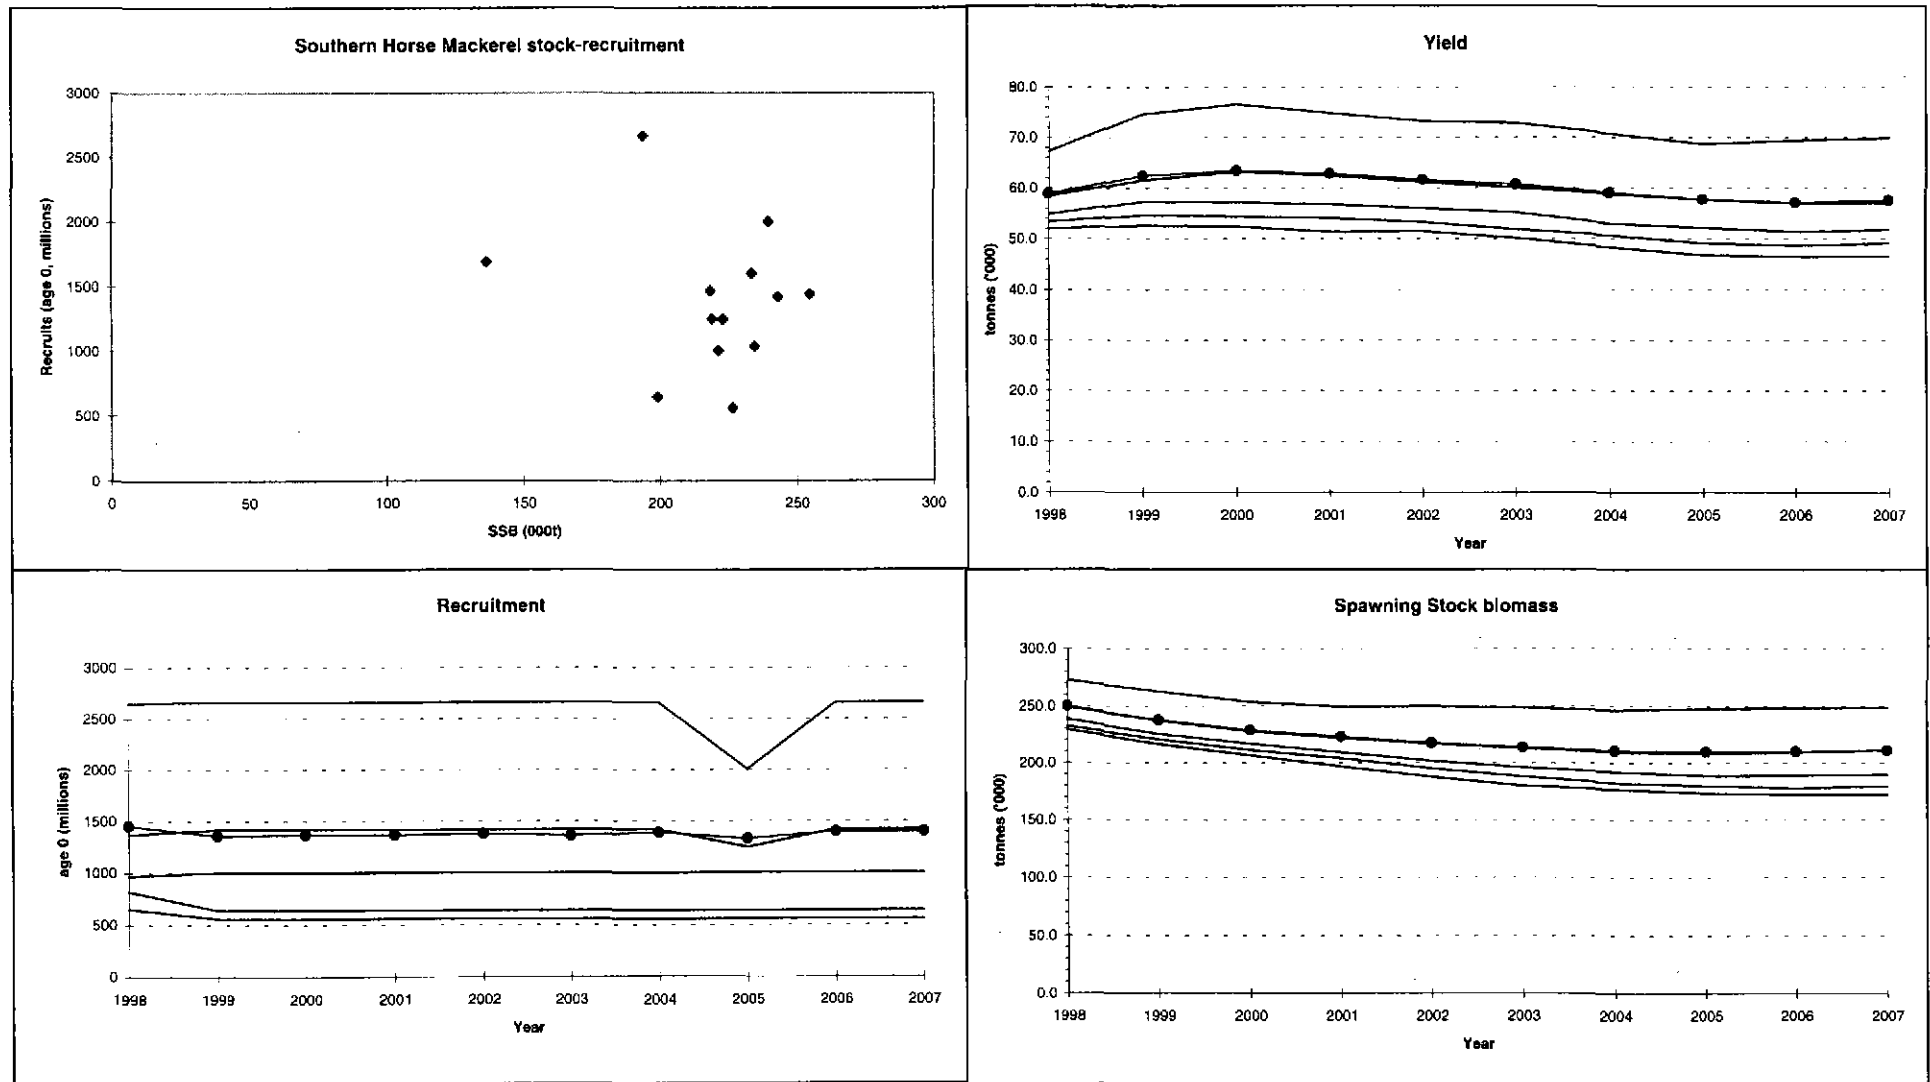 Southern Horse Mackerel stock-recruitment
Recruits (age 0, millions)
3000
2500
2000
1500
1000
500
0
0 50 100 150 200 250 300
SSB (000t)
Yield
tonnes ('000)
80.0
70.0
60.0
50.0
40.0
30.0
20.0
10.0
0.0
1998 1999 2000 2001 2002 2003 2004 2005 2006 2007
Year
Recruitment
age 0 (millions)
3000
2500
2000
1500
1000
500
0
1998 1999 2000 2001 2002 2003 2004 2005 2006 2007
Year
Spawning Stock biomass
tonnes ('000)
300.0
250.0
200.0
150.0
100.0
50.0
0.0
1998 1999 2000 2001 2002 2003 2004 2005 2006 2007
Year